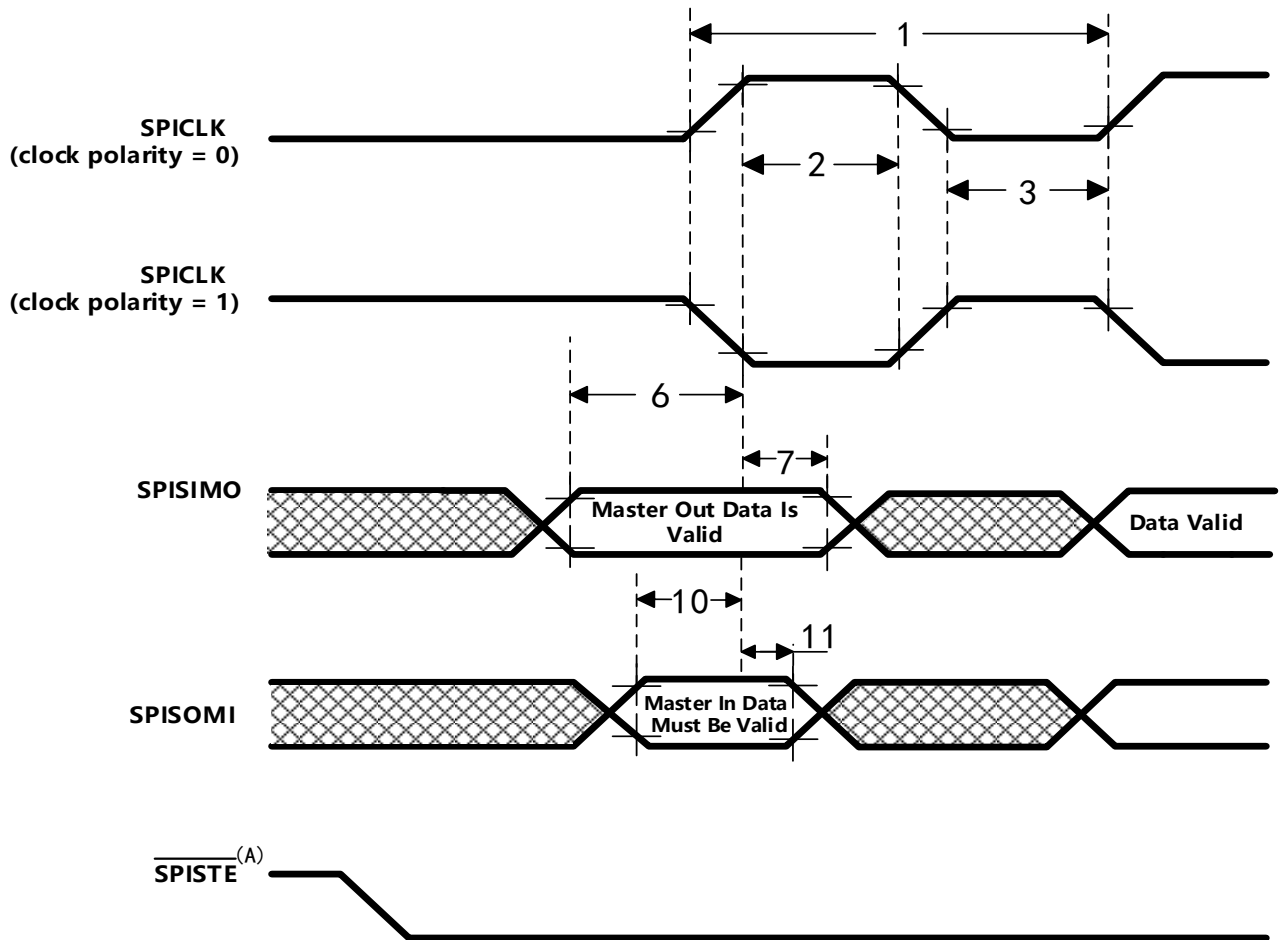 1
SPICLK
(clock polarity = 0)
2
3
SPICLK
(clock polarity = 1)
6
7
SPISIMO
Master Out Data Is
Valid
Data Valid
10
11
SPISOMI
Master In Data
Must Be Valid
SPISTE(A)